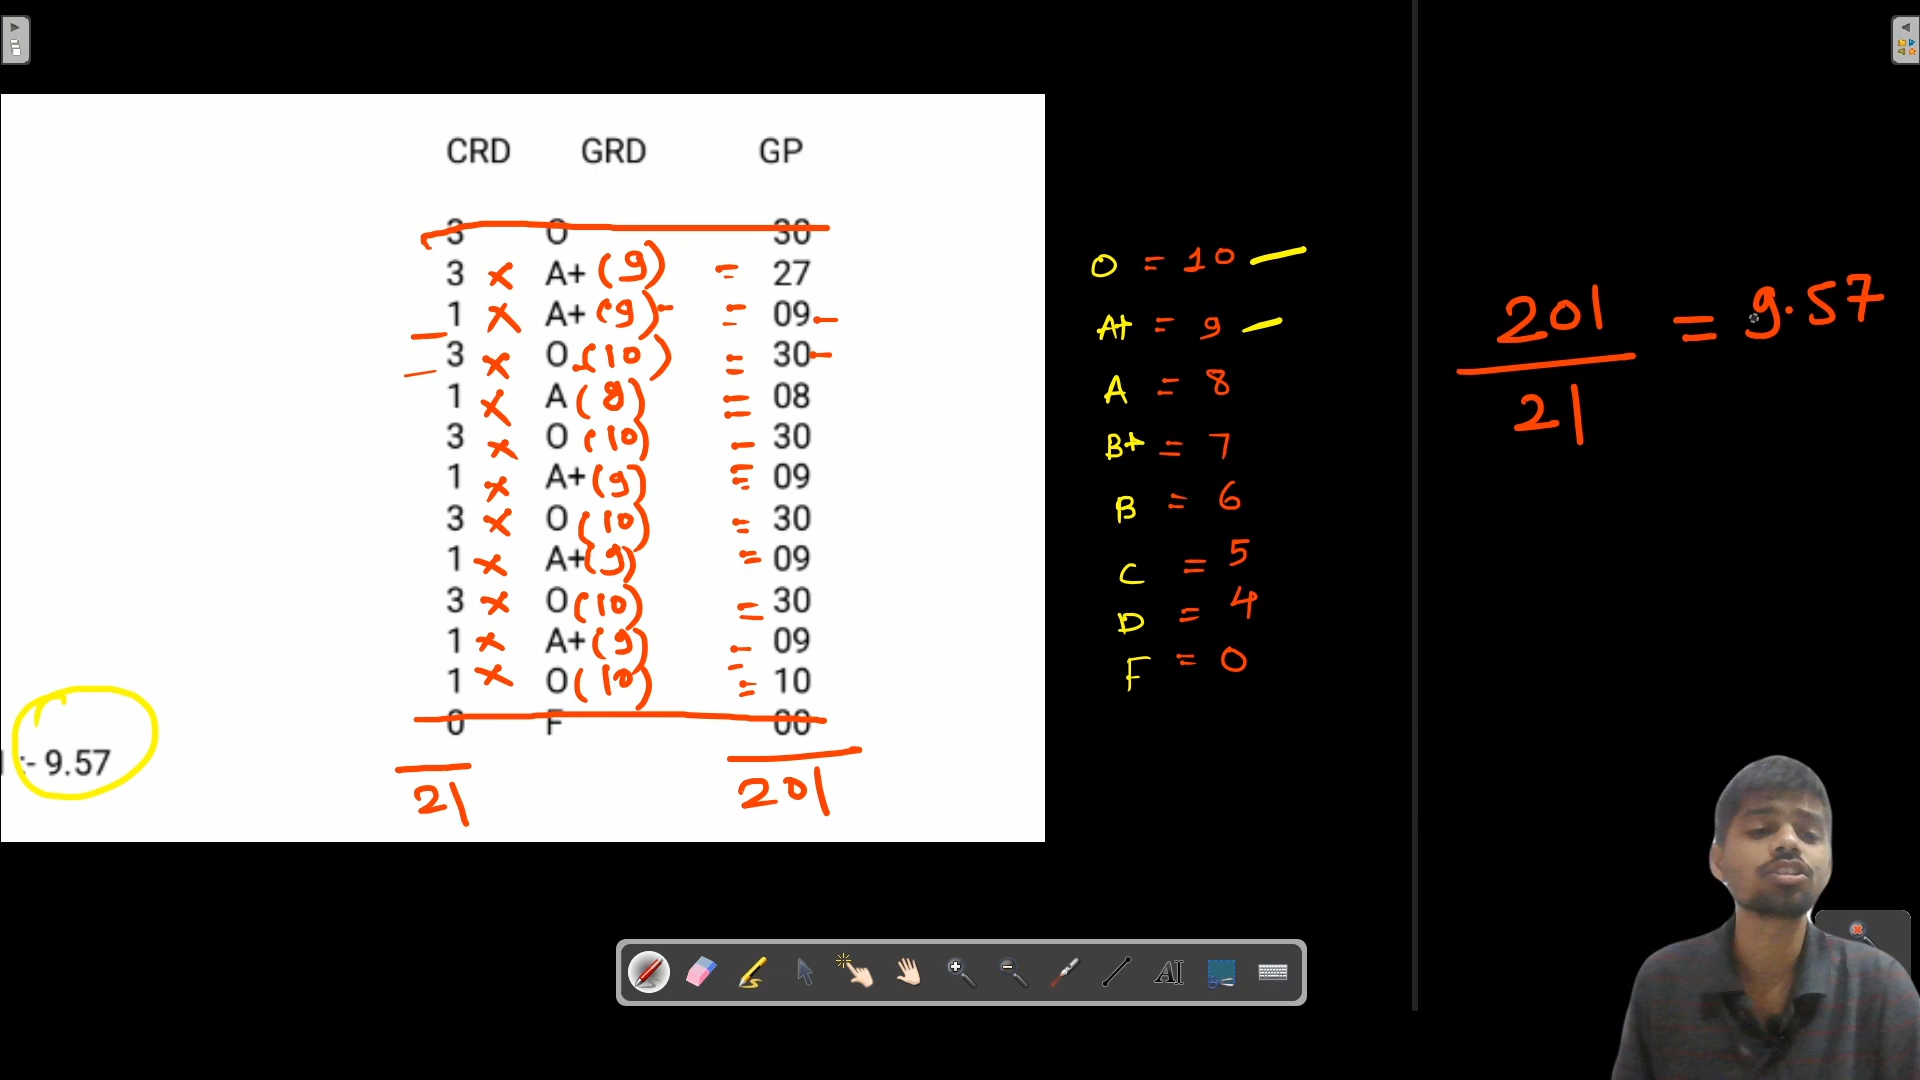 CRD GRD GP
3 O 30
3 × A+ (9) = 27
1 × A+ (9) = 09
3 × O (10) = 30
1 × A (8) = 08
3 × O (10) = 30
1 × A+ (9) = 09
3 × O (10) = 30
1 × A+ (9) = 09
3 × O (10) = 30
1 × A+ (9) = 09
1 × O (10) = 10
0 F 00
:- 9.57
21 201
O = 10
A+ = 9
A = 8
B+ = 7
B = 6
C = 5
D = 4
F = 0
201
21
= 9.57
AI